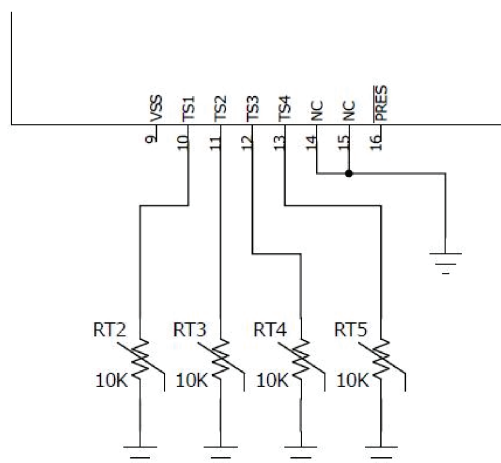 VSS
TS1
TS2
TS3
TS4
NC
NC
PRES
9
10
11
12
13
14
15
16
RT2
RT3
RT4
RT5
10K
10K
10K
10K